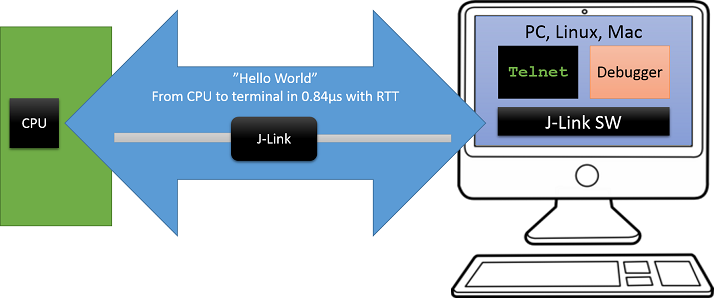 PC, Linux, Mac
Telnet
Debugger
J-Link SW
"Hello World"
From CPU to terminal in 0.84µs with RTT
CPU
J-Link